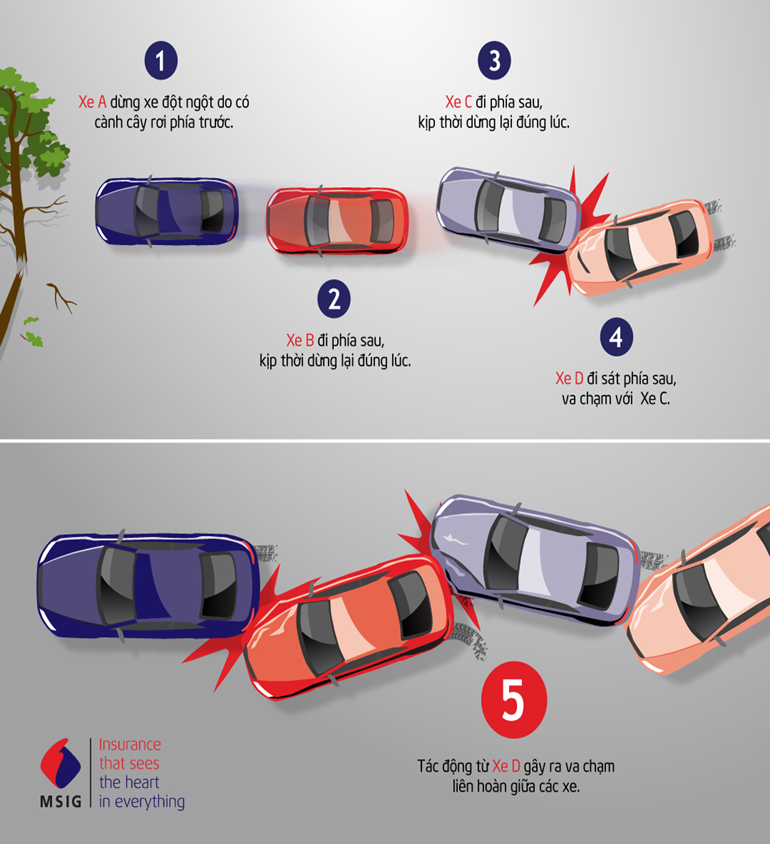 1
Xe A dừng xe đột ngột do có
cành cây rơi phía trước.
3
Xe C đi phía sau,
kịp thời dừng lại đúng lúc.
2
Xe B đi phía sau,
kịp thời dừng lại đúng lúc.
4
Xe D đi sát phía sau,
va chạm với Xe C.
5
Tác động từ Xe D gây ra va chạm
liên hoàn giữa các xe.
MSIG
Insurance
that sees
the heart
in everything